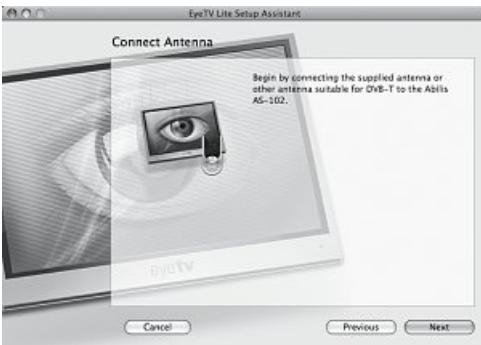 EyeTV Lite Setup Assistant
Connect Antenna
Begin by connecting the supplied antenna or
other antenna suitable for DVB-T to the Abilis
AS-102.
eyetv
Cancel
Previous
Next